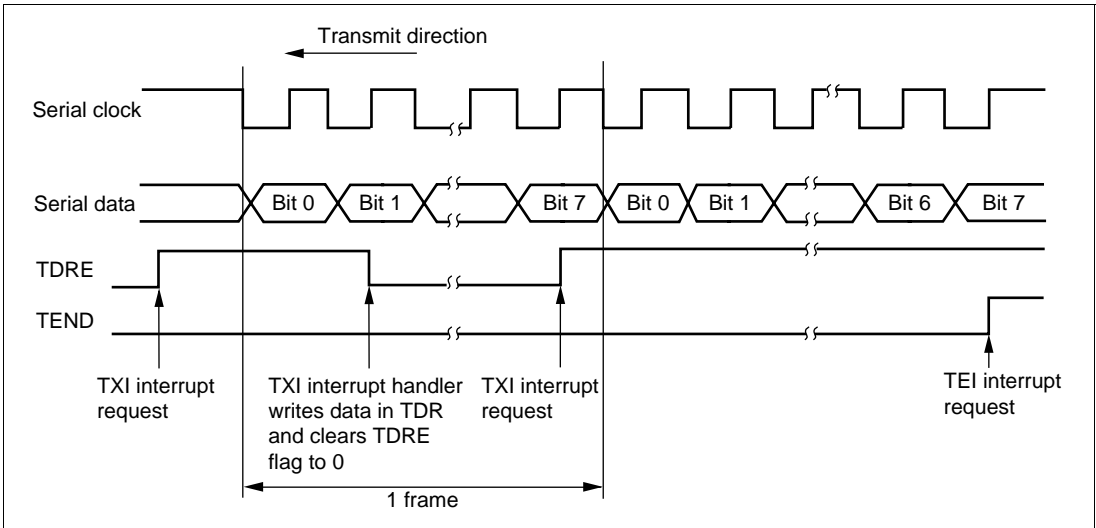 Transmit direction
Serial clock
Serial data
Bit 0
Bit 1
Bit 7
Bit 0
Bit 1
Bit 6
Bit 7
TDRE
TEND
TXI interrupt
request
TXI interrupt handler
writes data in TDR
and clears TDRE
flag to 0
TXI interrupt
request
TEI interrupt
request
1 frame